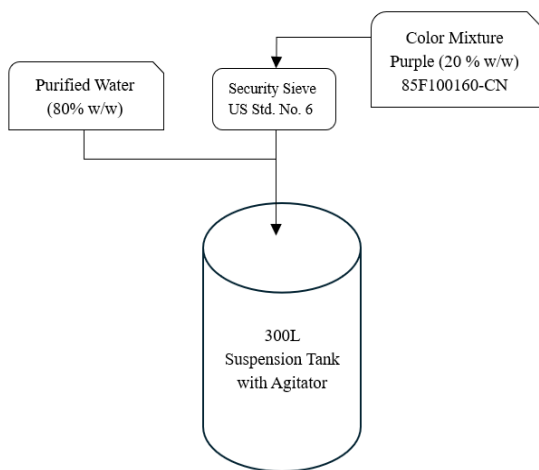 Color Mixture
Purple (20 % w/w)
85F100160-CN
Purified Water
(80% w/w)
Security Sieve
US Std. No. 6
300L
Suspension Tank
with Agitator